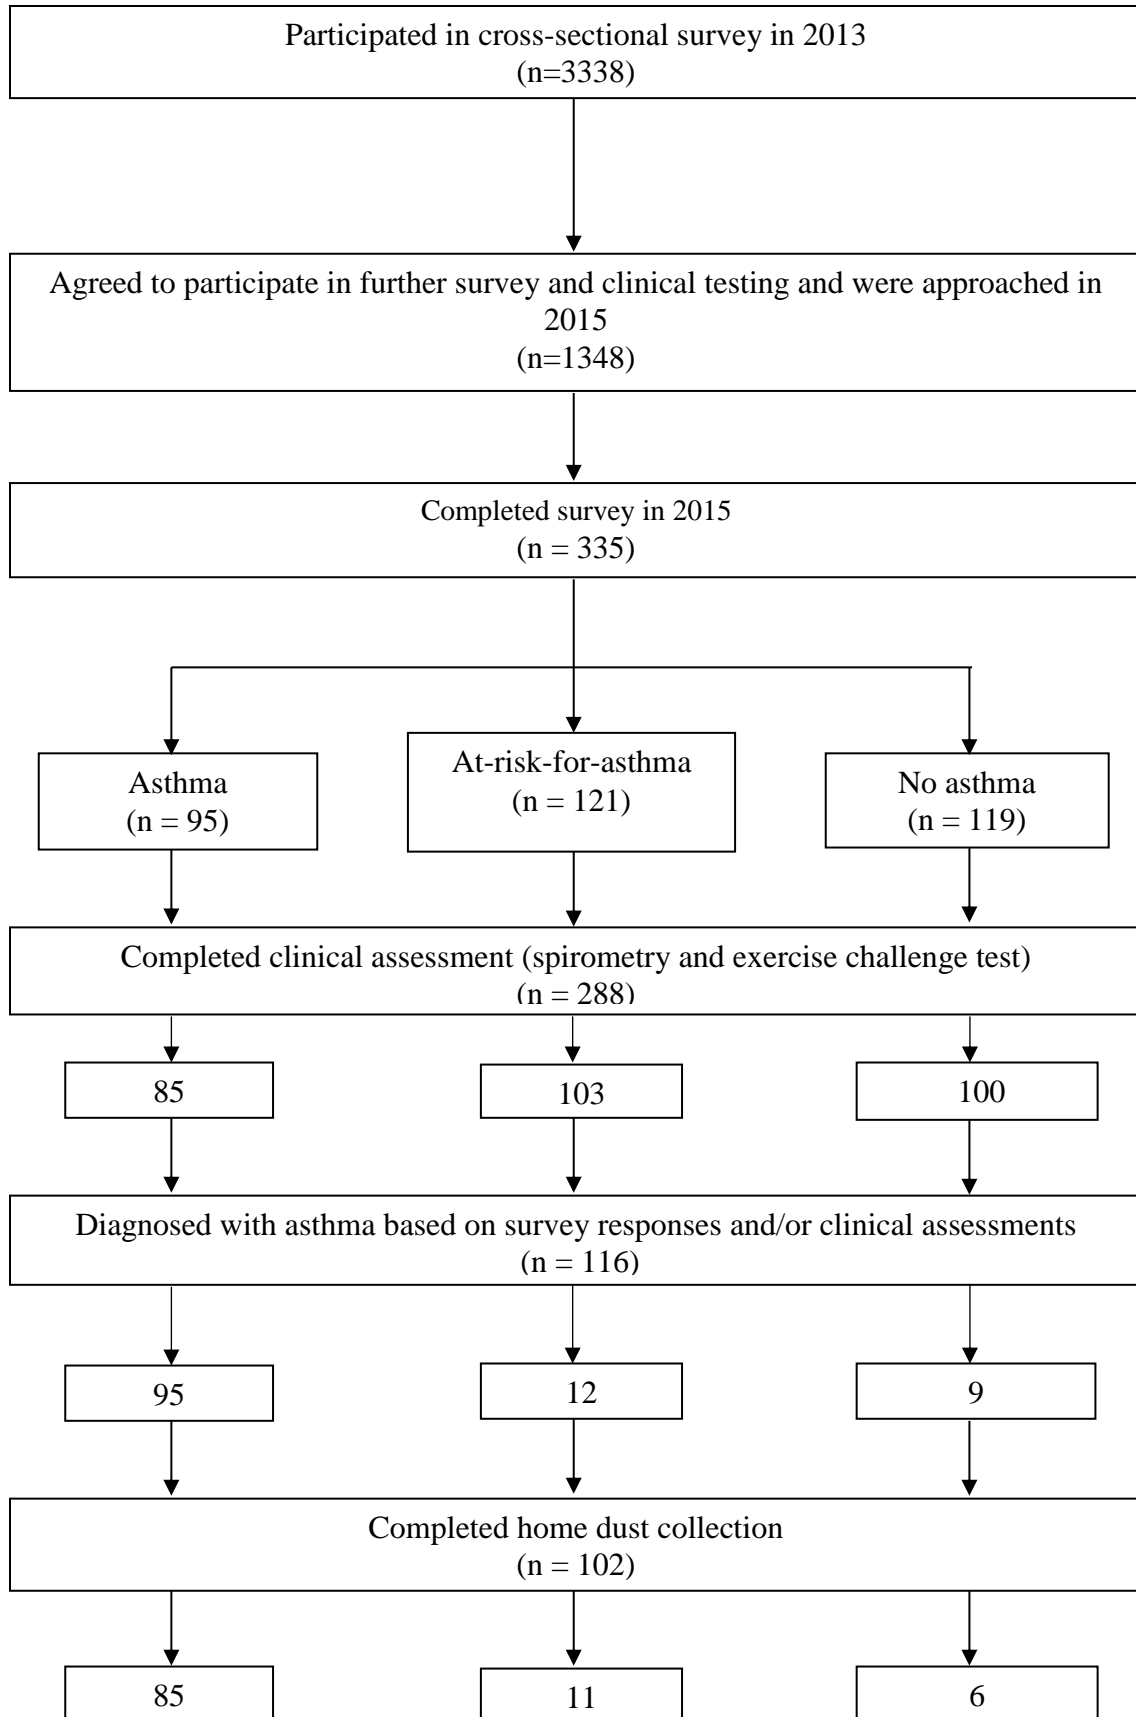 Participated in cross-sectional survey in 2013
(n=3338)
Agreed to participate in further survey and clinical testing and were approached in
2015
(n=1348)
Completed survey in 2015
(n = 335)
Asthma
(n = 95)
At-risk-for-asthma
(n = 121)
No asthma
(n = 119)
Completed clinical assessment (spirometry and exercise challenge test)
(n = 288)
85
103
100
Diagnosed with asthma based on survey responses and/or clinical assessments
(n = 116)
95
12
9
Completed home dust collection
(n = 102)
85
11
6